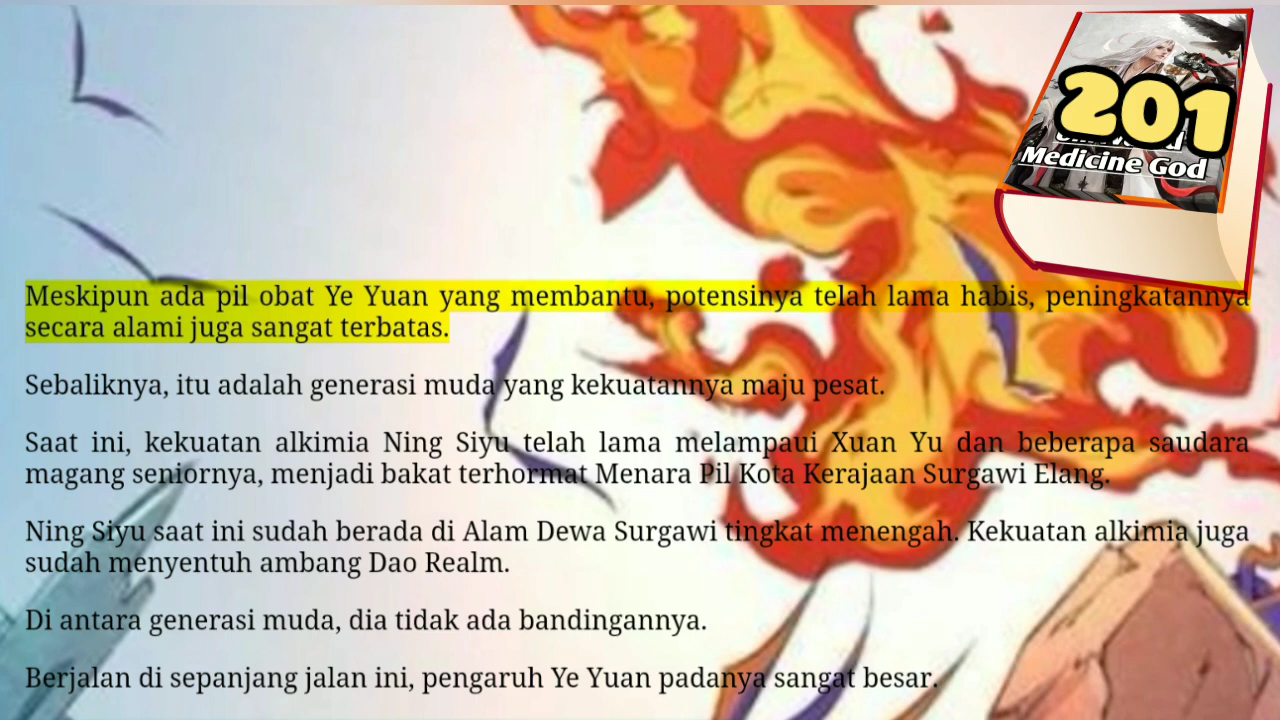 201
Medicine God
Meskipun ada pil obat Ye Yuan yang membantu, potensinya telah lama habis, peningkatannya
secara alami juga sangat terbatas.
Sebaliknya, itu adalah generasi muda yang kekuatannya maju pesat.
Saat ini, kekuatan alkimia Ning Siyu telah lama melampaui Xuan Yu dan beberapa saudara
magang seniornya, menjadi bakat terhormat Menara Pil Kota Kerajaan Surgawi Elang.
Ning Siyu saat ini sudah berada di Alam Dewa Surgawi tingkat menengah. Kekuatan alkimia juga
sudah menyentuh ambang Dao Realm.
Di antara generasi muda, dia tidak ada bandingannya.
Berjalan di sepanjang jalan ini, pengaruh Ye Yuan padanya sangat besar.